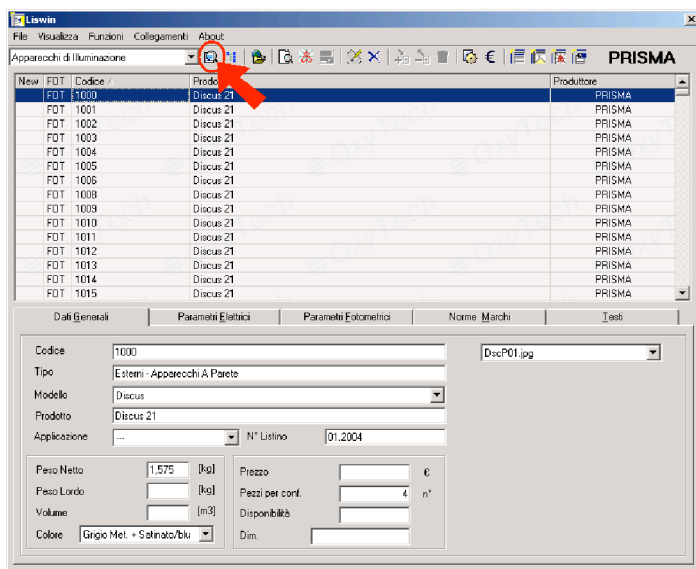 Liswin
File Visualizza Funzioni Collegamenti About
Apparecchi di Illuminazione € PRISMA
New FOT Codice Prodo Produttore
FOT 1000 Discus 21 PRISMA
FOT 1001 Discus 21 PRISMA
FOT 1002 Discus 21 PRISMA
FOT 1003 Discus 21 PRISMA
FOT 1004 Discus 21 PRISMA
FOT 1005 Discus 21 PRISMA
FOT 1006 Discus 21 PRISMA
FOT 1008 Discus 21 PRISMA
FOT 1009 Discus 21 PRISMA
FOT 1010 Discus 21 PRISMA
FOT 1011 Discus 21 PRISMA
FOT 1012 Discus 21 PRISMA
FOT 1013 Discus 21 PRISMA
FOT 1014 Discus 21 PRISMA
FOT 1015 Discus 21 PRISMA
Dati Generali Parametri Elettrici Parametri Fotometrici Norme Marchi Testi
Codice 1000 DscP01.jpg
Tipo Esterni - Apparecchi A Parete
Modello Discus
Prodotto Discus 21
Applicazione ... N° Listino 01.2004
Peso Netto 1,575 [kg] Prezzo €
Peso Lordo [kg] Pezzi per conf. 4 n°
Volume [m3] Disponibilità
Colore Grigio Met. + Satinato/blu Dim.
OxyTech